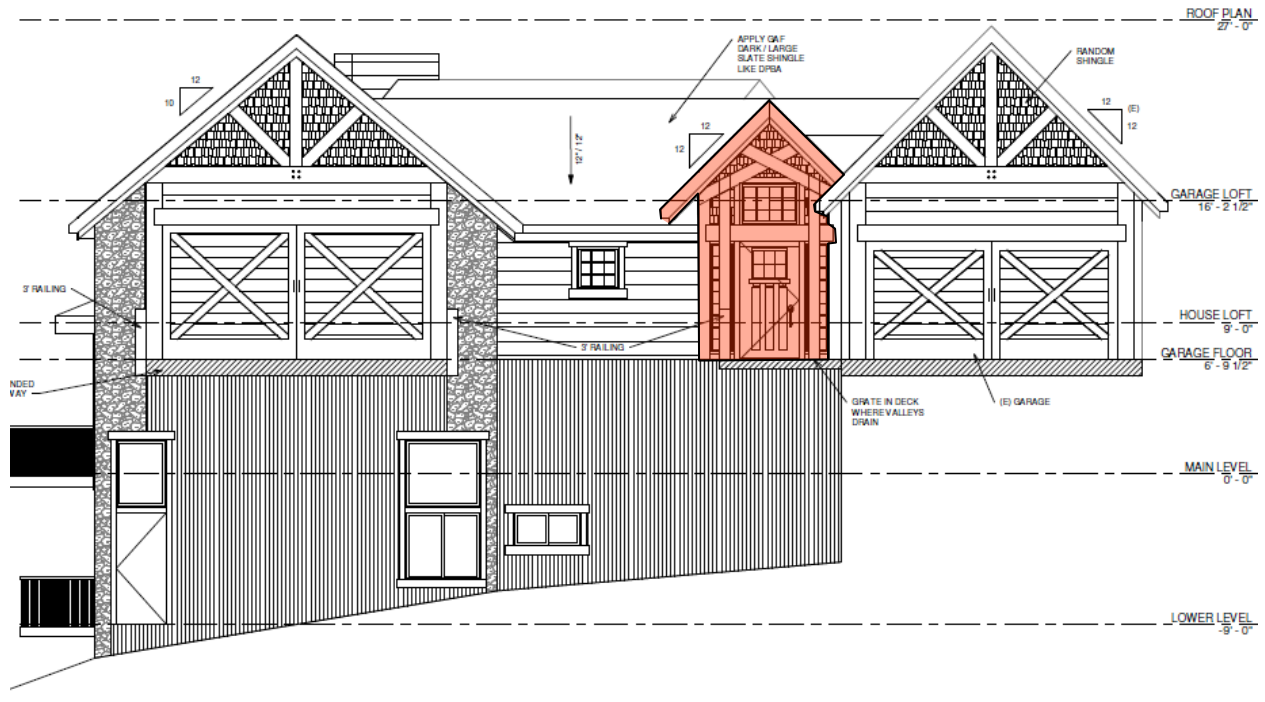 ROOF PLAN
27' - 0"
APPLY GAF
DARK / LARGE
SLATE SHINGLE
LIKE DPBA
RANDOM
SHINGLE
12
10
12
(E)
12
12
12
12" / 12"
GARAGE LOFT
16' - 2 1/2"
3' RAILING
HOUSE LOFT
9' - 0"
3' RAILING
GARAGE FLOOR
6' - 9 1/2"
NDED
WAY
GRATE IN DECK
WHERE VALLEYS
DRAIN
(E) GARAGE
MAIN LEVEL
0' - 0"
LOWER LEVEL
-9' - 0"